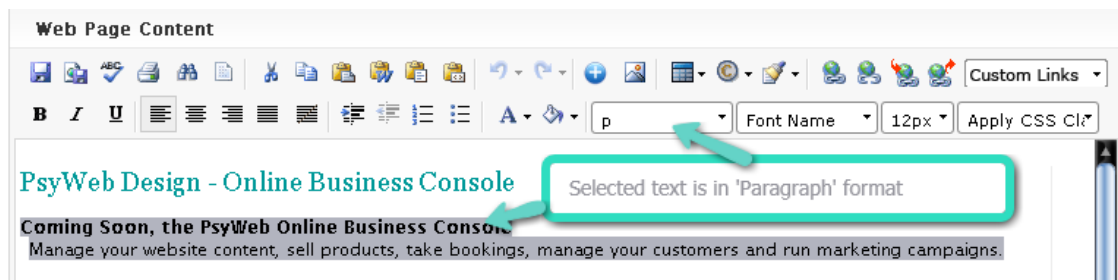 Web Page Content
ABC
Custom Links
B I U A p Font Name 12px Apply CSS Cla
PsyWeb Design - Online Business Console
Selected text is in 'Paragraph' format
Coming Soon, the PsyWeb Online Business Console
Manage your website content, sell products, take bookings, manage your customers and run marketing campaigns.